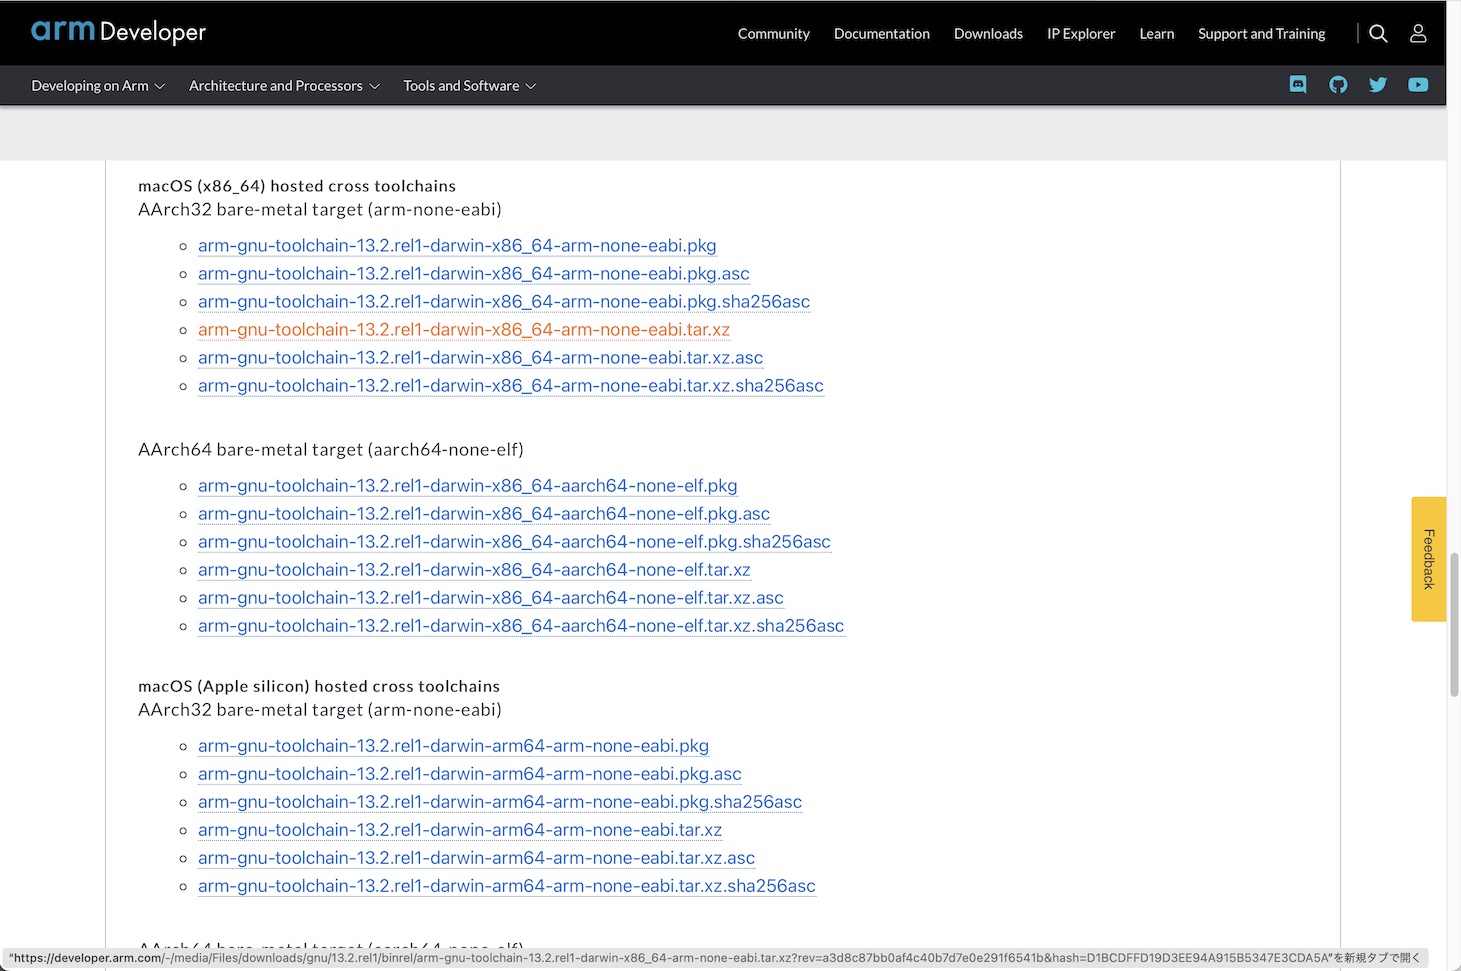 arm Developer
Community Documentation Downloads IP Explorer Learn Support and Training
Developing on Arm Architecture and Processors Tools and Software
macOS (x86_64) hosted cross toolchains
AArch32 bare-metal target (arm-none-eabi)
arm-gnu-toolchain-13.2.rel1-darwin-x86_64-arm-none-eabi.pkg
arm-gnu-toolchain-13.2.rel1-darwin-x86_64-arm-none-eabi.pkg.asc
arm-gnu-toolchain-13.2.rel1-darwin-x86_64-arm-none-eabi.pkg.sha256asc
arm-gnu-toolchain-13.2.rel1-darwin-x86_64-arm-none-eabi.tar.xz
arm-gnu-toolchain-13.2.rel1-darwin-x86_64-arm-none-eabi.tar.xz.asc
arm-gnu-toolchain-13.2.rel1-darwin-x86_64-arm-none-eabi.tar.xz.sha256asc
AArch64 bare-metal target (aarch64-none-elf)
arm-gnu-toolchain-13.2.rel1-darwin-x86_64-aarch64-none-elf.pkg
arm-gnu-toolchain-13.2.rel1-darwin-x86_64-aarch64-none-elf.pkg.asc
arm-gnu-toolchain-13.2.rel1-darwin-x86_64-aarch64-none-elf.pkg.sha256asc
arm-gnu-toolchain-13.2.rel1-darwin-x86_64-aarch64-none-elf.tar.xz
arm-gnu-toolchain-13.2.rel1-darwin-x86_64-aarch64-none-elf.tar.xz.asc
arm-gnu-toolchain-13.2.rel1-darwin-x86_64-aarch64-none-elf.tar.xz.sha256asc
Feedback
macOS (Apple silicon) hosted cross toolchains
AArch32 bare-metal target (arm-none-eabi)
arm-gnu-toolchain-13.2.rel1-darwin-arm64-arm-none-eabi.pkg
arm-gnu-toolchain-13.2.rel1-darwin-arm64-arm-none-eabi.pkg.asc
arm-gnu-toolchain-13.2.rel1-darwin-arm64-arm-none-eabi.pkg.sha256asc
arm-gnu-toolchain-13.2.rel1-darwin-arm64-arm-none-eabi.tar.xz
arm-gnu-toolchain-13.2.rel1-darwin-arm64-arm-none-eabi.tar.xz.asc
arm-gnu-toolchain-13.2.rel1-darwin-arm64-arm-none-eabi.tar.xz.sha256asc
AArch64 bare-metal target (aarch64-none-elf)
"https://developer.arm.com/-/media/Files/downloads/gnu/13.2.rel1/binrel/arm-gnu-toolchain-13.2.rel1-darwin-x86_64-arm-none-eabi.tar.xz?rev=a3d8c87bb0af4c40b7d7e0e291f6541b&hash=D1BCDFFD19D3EE94A915B5347E3CDA5A"を新規タブで開く